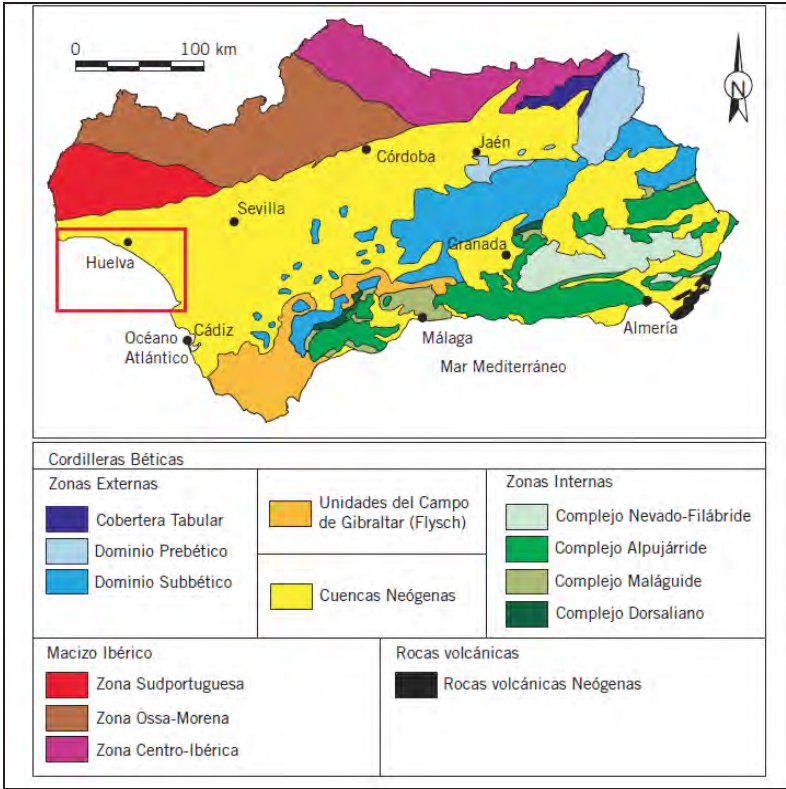 0 100 km
N
Jaén
Córdoba
Sevilla
Granada
Huelva
Cádiz
Océano
Atlántico
Málaga
Almería
Mar Mediterráneo
Cordilleras Béticas
Zonas Externas
Cobertera Tabular
Dominio Prebético
Dominio Subbético
Unidades del Campo
de Gibraltar (Flysch)
Cuencas Neógenas
Zonas Internas
Complejo Nevado-Filábride
Complejo Alpujárride
Complejo Maláguide
Complejo Dorsaliano
Macizo Ibérico
Zona Sudportuguesa
Zona Ossa-Morena
Zona Centro-Ibérica
Rocas volcánicas
Rocas volcánicas Neógenas